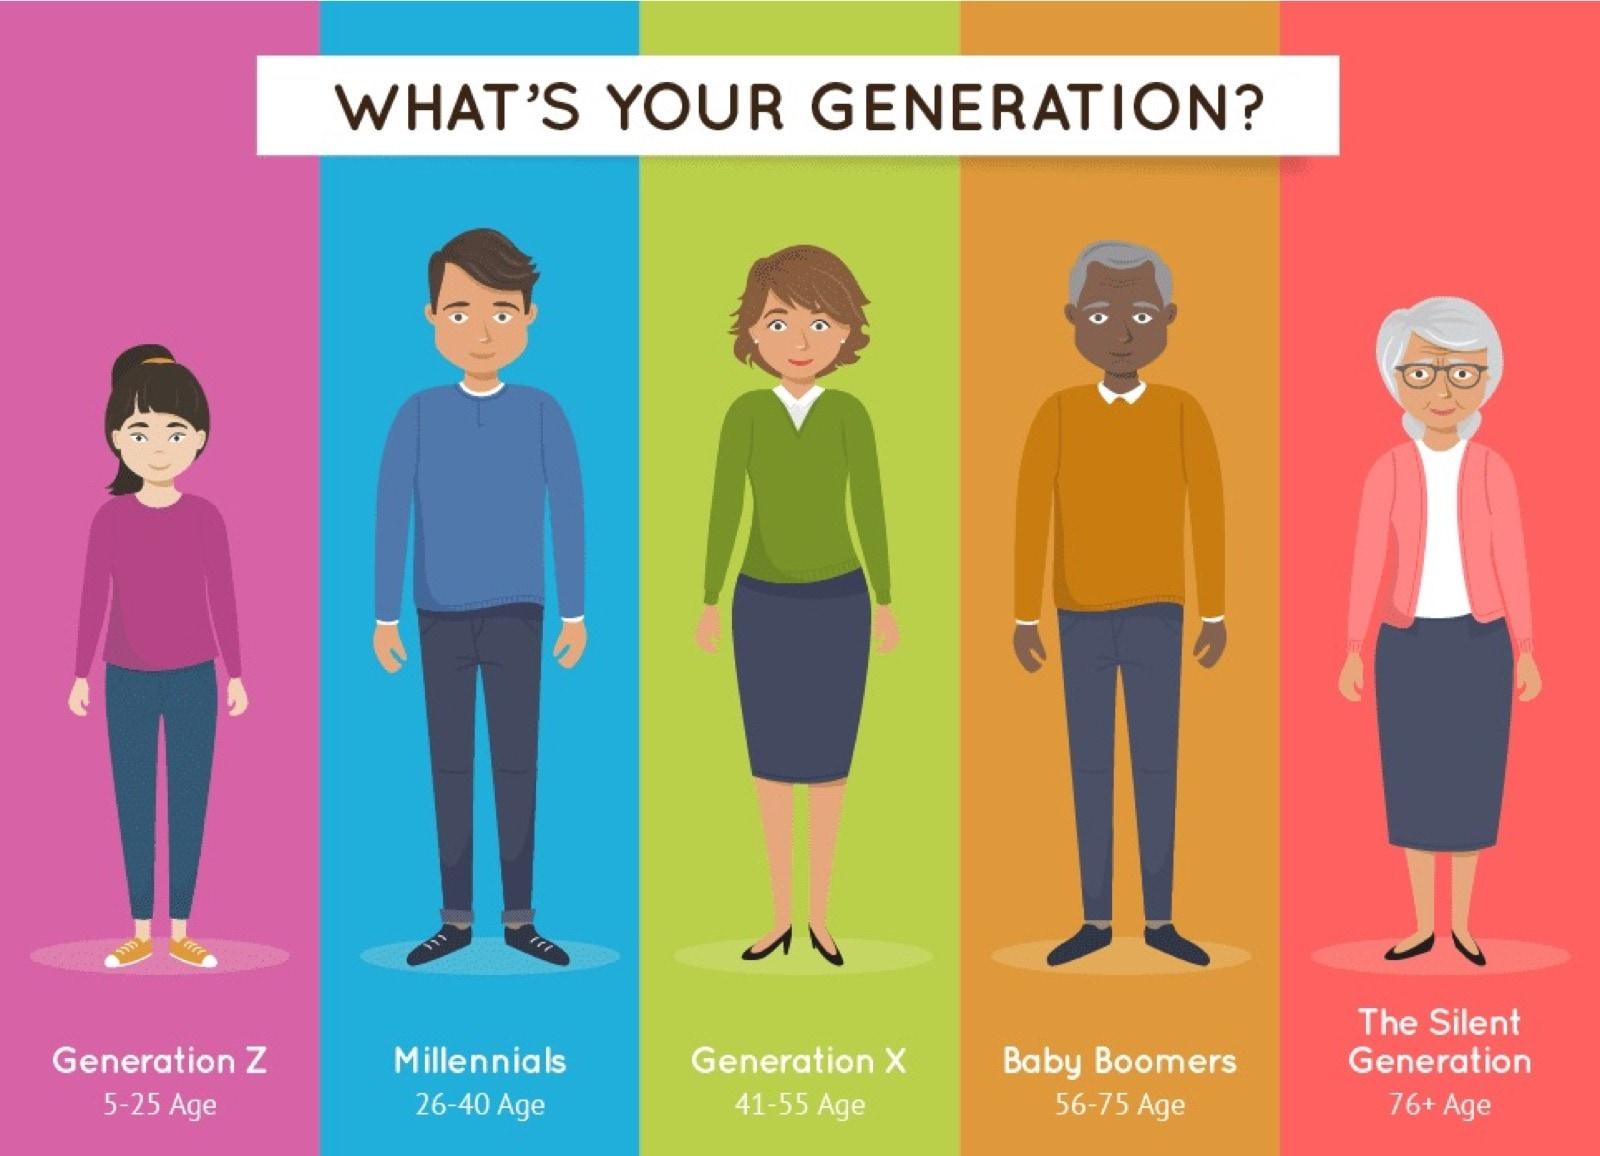 WHAT'S YOUR GENERATION?
Generation Z
5-25 Age
Millennials
26-40 Age
Generation X
41-55 Age
Baby Boomers
56-75 Age
The Silent
Generation
76+ Age